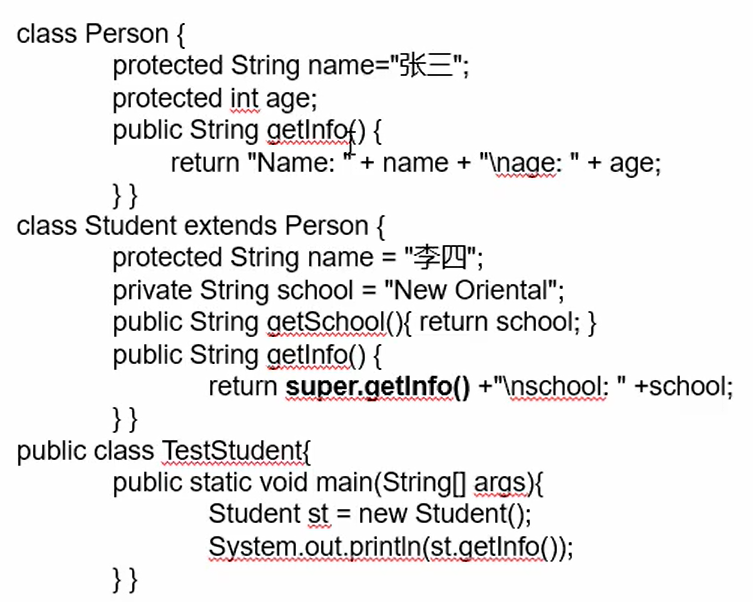 class Person {
protected String name="张三";
protected int age;
public String getInfo() {
return "Name: " + name + "\nage: " + age;
} }
class Student extends Person {
protected String name = "李四";
private String school = "New Oriental";
public String getSchool(){ return school; }
public String getInfo() {
return super.getInfo() +"\nschool: " +school;
} }
public class TestStudent{
public static void main(String[] args){
Student st = new Student();
System.out.println(st.getInfo());
} }